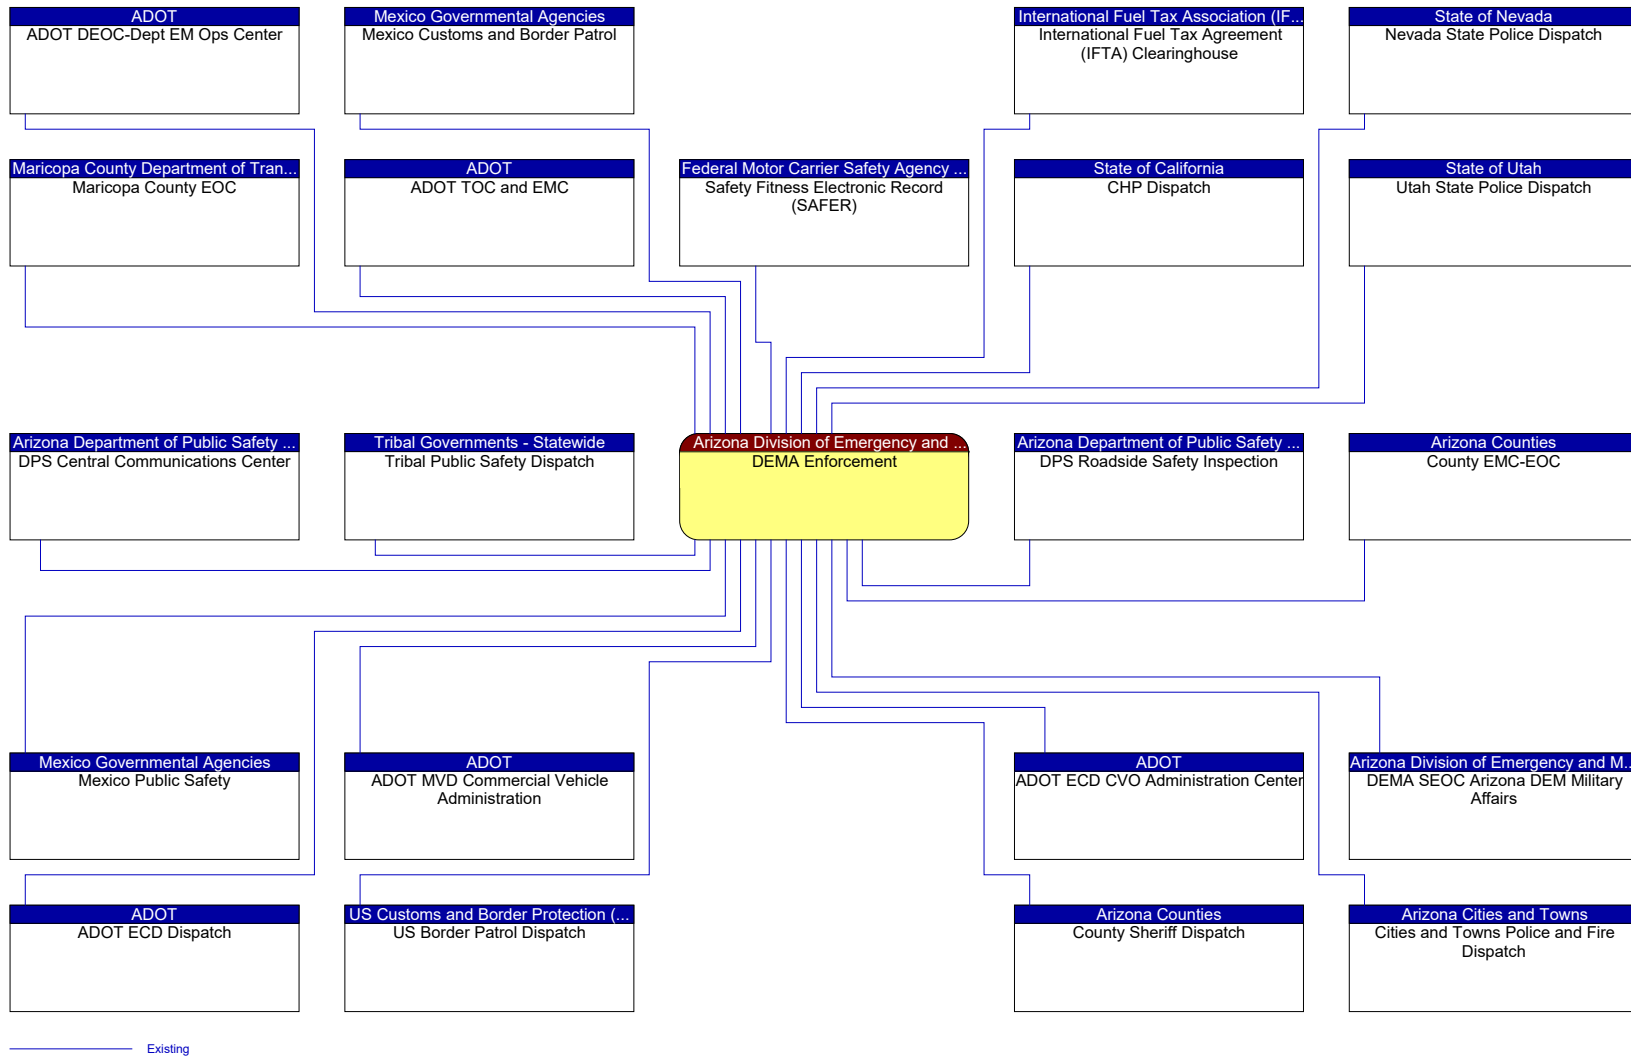 ADOT
ADOT DEOC-Dept EM Ops Center
Mexico Governmental Agencies
Mexico Customs and Border Patrol
International Fuel Tax Association (IF...
International Fuel Tax Agreement
(IFTA) Clearinghouse
State of Nevada
Nevada State Police Dispatch
Maricopa County Department of Tran...
Maricopa County EOC
ADOT
ADOT TOC and EMC
Federal Motor Carrier Safety Agency ...
Safety Fitness Electronic Record
(SAFER)
State of California
CHP Dispatch
State of Utah
Utah State Police Dispatch
Arizona Department of Public Safety ...
DPS Central Communications Center
Tribal Governments - Statewide
Tribal Public Safety Dispatch
Arizona Division of Emergency and ...
DEMA Enforcement
Arizona Department of Public Safety ...
DPS Roadside Safety Inspection
Arizona Counties
County EMC-EOC
Mexico Governmental Agencies
Mexico Public Safety
ADOT
ADOT MVD Commercial Vehicle
Administration
ADOT
ADOT ECD CVO Administration Center
Arizona Division of Emergency and M...
DEMA SEOC Arizona DEM Military
Affairs
ADOT
ADOT ECD Dispatch
US Customs and Border Protection (...
US Border Patrol Dispatch
Arizona Counties
County Sheriff Dispatch
Arizona Cities and Towns
Cities and Towns Police and Fire
Dispatch
Existing